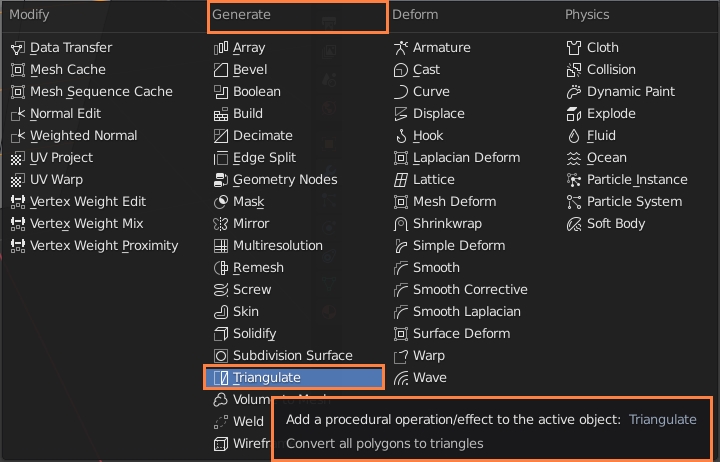 Modify
Data Transfer
Mesh Cache
Mesh Sequence Cache
Normal Edit
Weighted Normal
UV Project
UV Warp
Vertex Weight Edit
Vertex Weight Mix
Vertex Weight Proximity
Generate
Array
Bevel
Boolean
Build
Decimate
Edge Split
Geometry Nodes
Mask
Mirror
Multiresolution
Remesh
Screw
Skin
Solidify
Subdivision Surface
Triangulate
Volume to Mesh
Weld
Deform
Armature
Cast
Curve
Displace
Hook
Laplacian Deform
Lattice
Mesh Deform
Shrinkwrap
Simple Deform
Smooth
Smooth Corrective
Smooth Laplacian
Surface Deform
Warp
Wave
Physics
Cloth
Collision
Dynamic Paint
Explode
Fluid
Ocean
Particle Instance
Particle System
Soft Body
Add a procedural operation/effect to the active object: Triangulate
Convert all polygons to triangles